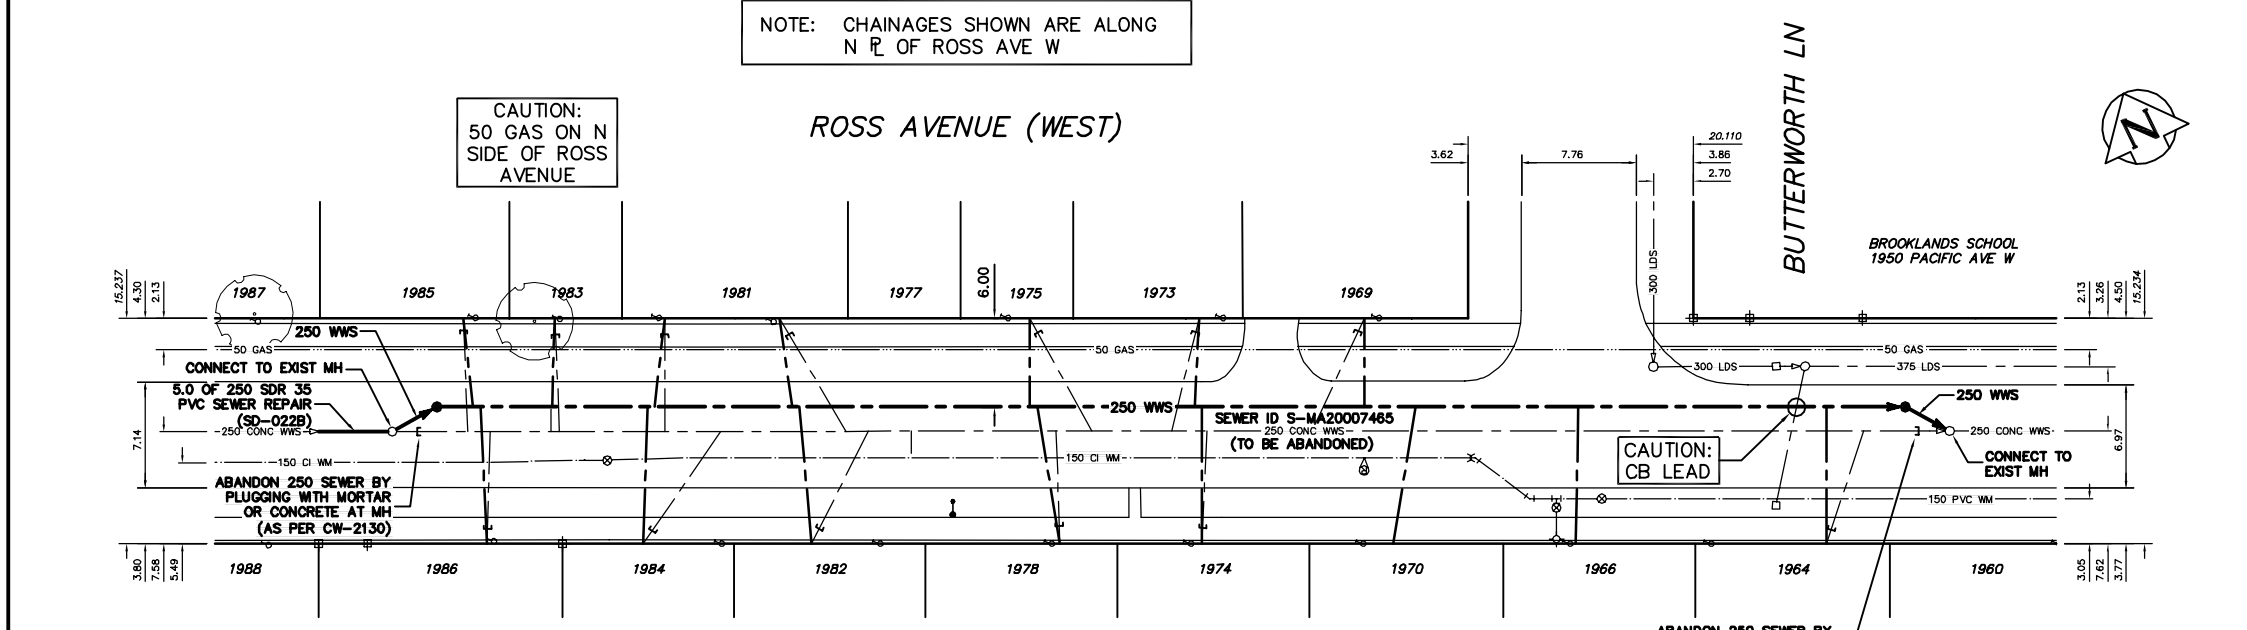 NOTE: CHAINAGES SHOWN ARE ALONG
N PL OF ROSS AVE W
CAUTION:
50 GAS ON N
SIDE OF ROSS
AVENUE
ROSS AVENUE (WEST)
BUTTERWORTH LN
N
3.62
7.76
20.110
3.86
2.70
BROOKLANDS SCHOOL
1950 PACIFIC AVE W
300 LDS
15.237
4.30
2.13
1987
1985
1983
1981
1977
6.00
1975
1973
1969
2.13
3.26
4.50
15.234
250 WWS
50 GAS
50 GAS
50 GAS
CONNECT TO EXIST MH
300 LDS
375 LDS
5.0 OF 250 SDR 35
PVC SEWER REPAIR
(SD-022B)
250 WWS
250 WWS
SEWER ID S-MA20007465
250 CONC WWS
250 CONC WWS
250 CONC WWS
(TO BE ABANDONED)
7.14
6.97
CAUTION:
CB LEAD
CONNECT TO
EXIST MH
150 CI WM
150 CI WM
150 PVC WM
ABANDON 250 SEWER BY
PLUGGING WITH MORTAR
OR CONCRETE AT MH
(AS PER CW-2130)
3.80
7.58
5.49
1988
1986
1984
1982
1978
1974
1970
1966
1964
1960
3.05
7.62
3.77
ABANDON 250 SEWER BY